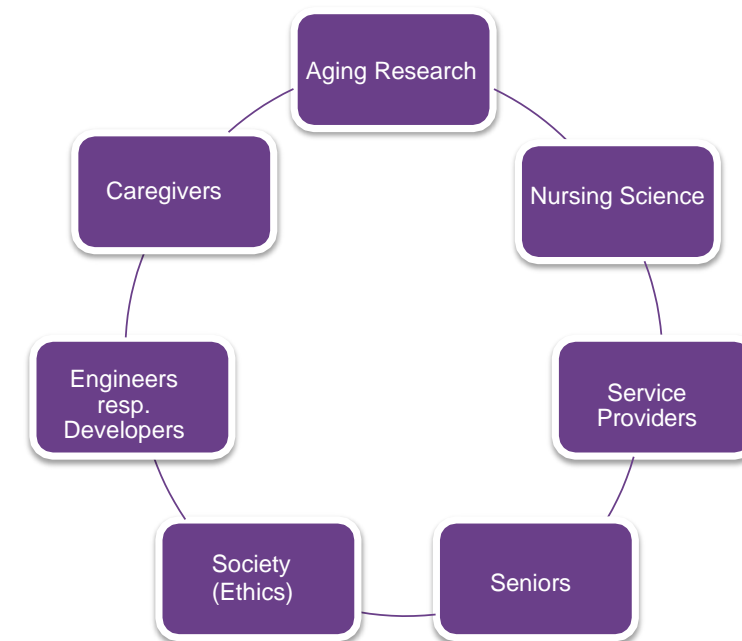 Aging Research
Nursing Science
Service
Providers
Seniors
Society
(Ethics)
Engineers
resp.
Developers
Caregivers